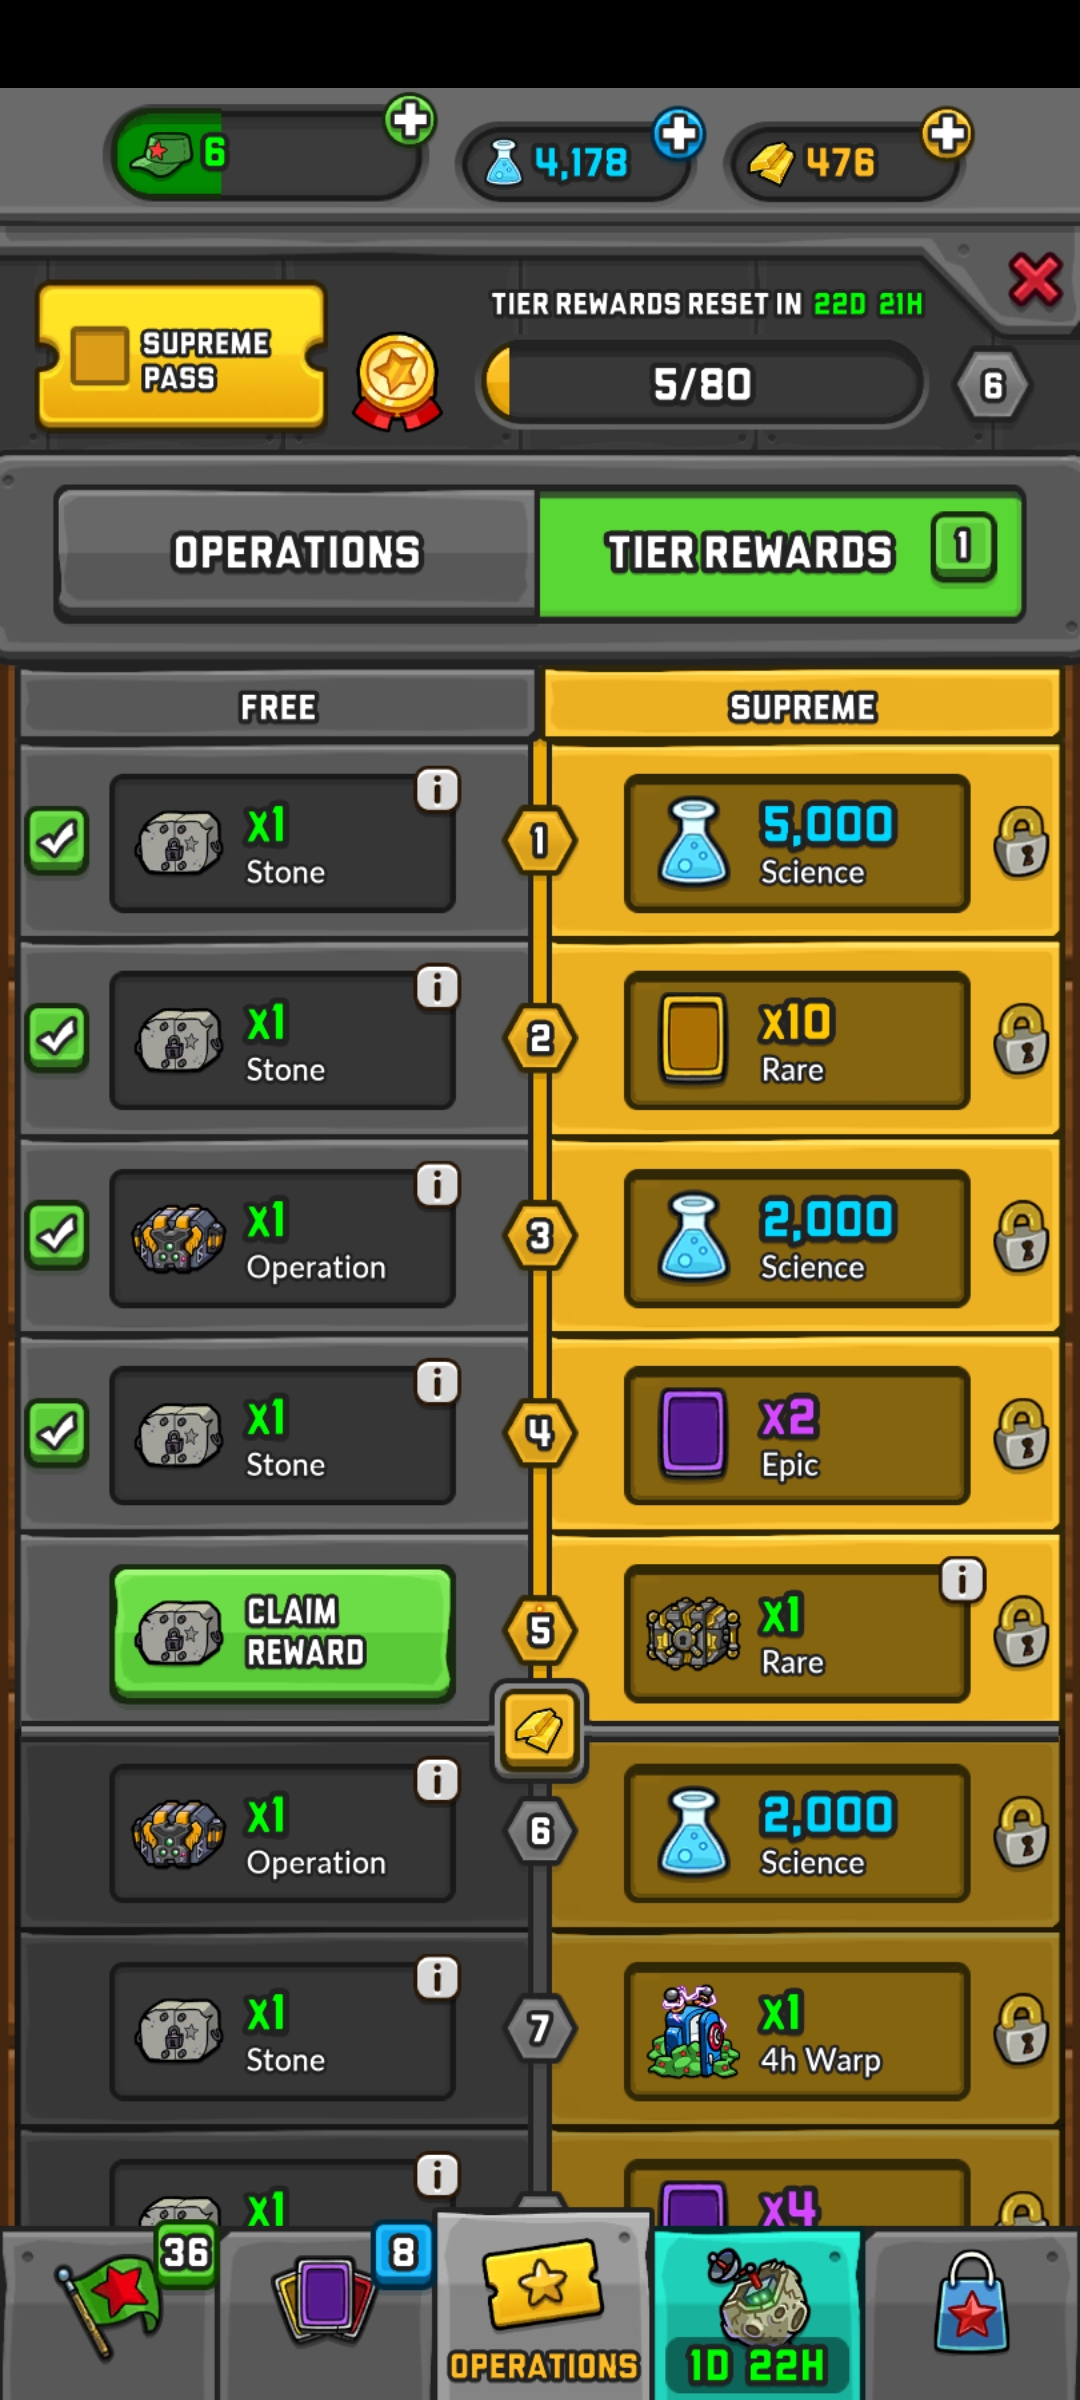 6
4,178
476
TIER REWARDS RESET IN 22D 21H
SUPREME
PASS
5/80
6
OPERATIONS
TIER REWARDS
1
FREE
SUPREME
x1
Stone
1
5,000
Science
x1
Stone
2
x10
Rare
x1
Operation
3
2,000
Science
x1
Stone
4
x2
Epic
CLAIM
REWARD
5
x1
Rare
x1
Operation
6
2,000
Science
x1
Stone
7
x1
4h Warp
x1
x4
36
8
OPERATIONS
1D 22H